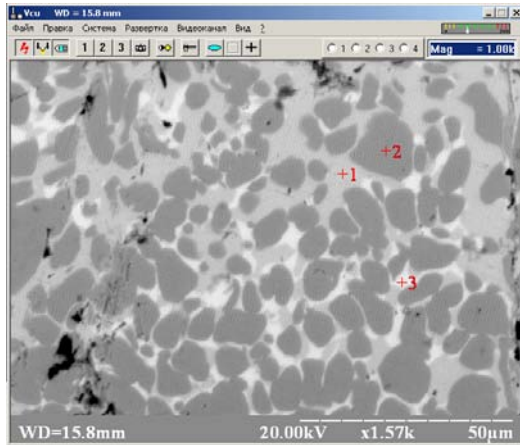 Vcu WD = 15.8 mm
Файл Правка Система Развертка Видеоканал Вид ?
1 2 3 1 2 3 4 Mag = 1.00k
+2
+1
+3
WD=15.8mm 20.00kV x1.57k 50µm